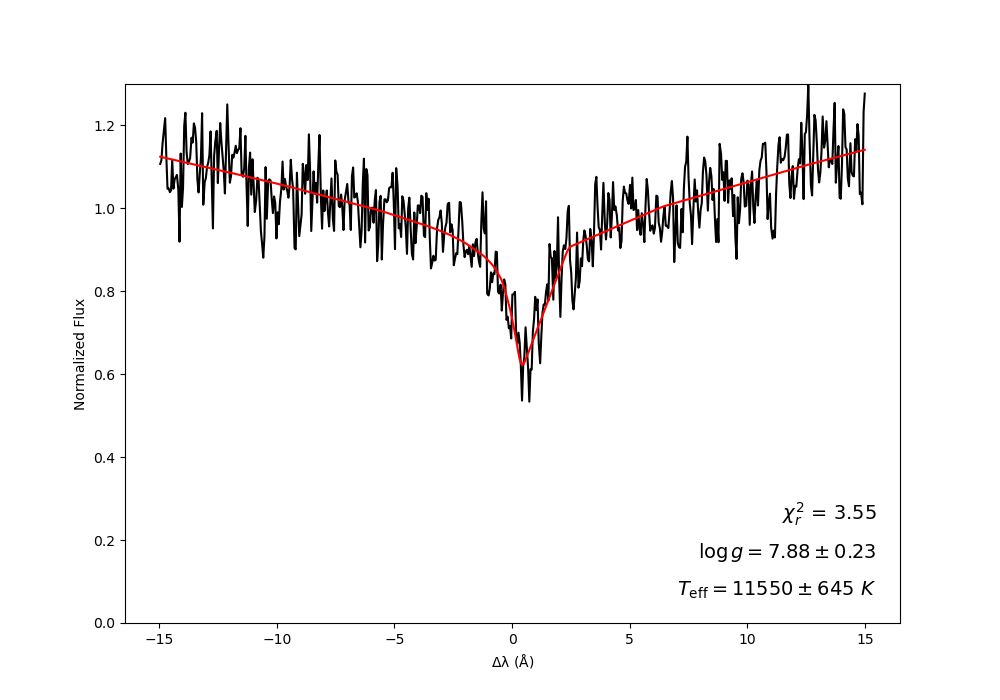 1.2
1.0
0.8
0.6
0.4
0.2
0.0
Normalized Flux
χ²ᵣ = 3.55
log g = 7.88 ± 0.23
T_eff = 11550 ± 645 K
−15 −10 −5 0 5 10 15
Δλ (Å)